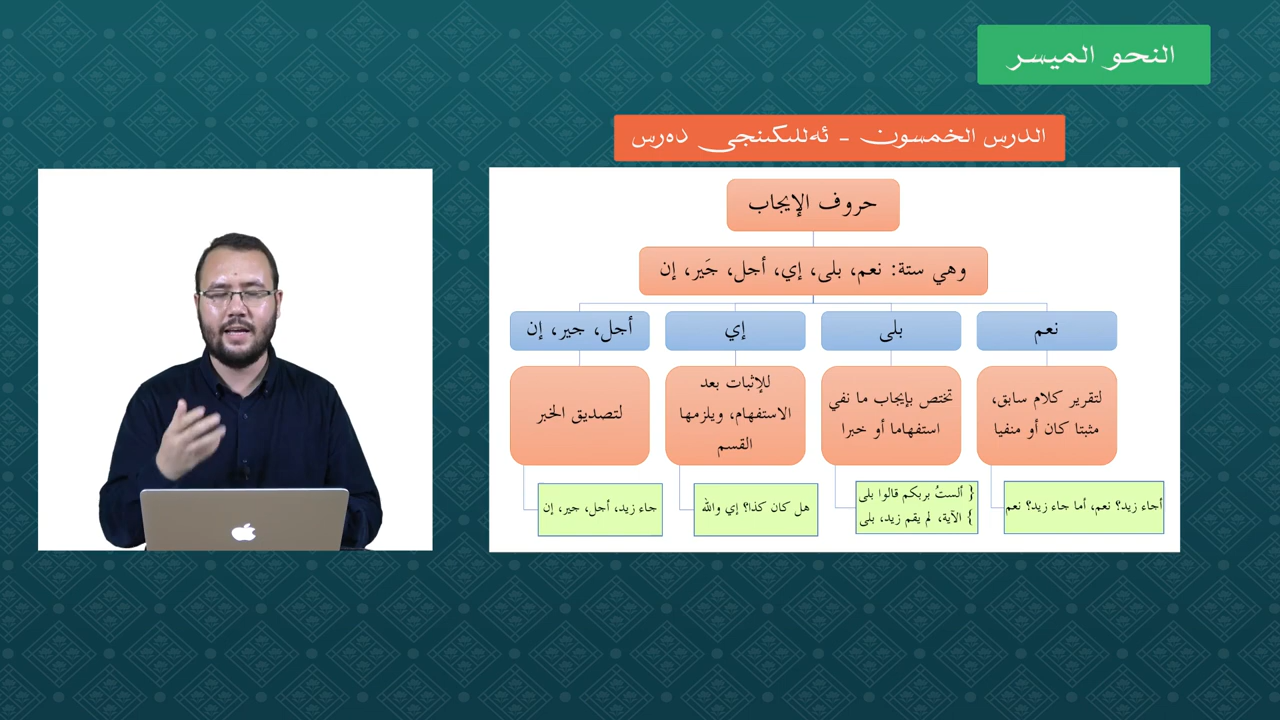 النحو الميسر
الدرس الخمسون - ئەللىكىنجى دەرس
حروف الإيجاب
وهي ستة: نعم، بلى، إي، أجل، جَير، إن
نعم
لتقرير كلام سابق،
مثبتا كان أو منفيا
أجاء زيد؟ نعم، أما جاء زيد؟ نعم
بلى
تختص بإيجاب ما نفي
استفهاما أو خبرا
{ ألستُ بربكم قالوا بلى
} الآية، لم يقم زيد، بلى
إي
للإثبات بعد
الاستفهام، ويلزمها
القسم
هل كان كذا؟ إي والله
أجل، جير، إن
لتصديق الخبر
جاء زيد، أجل، جير، إن